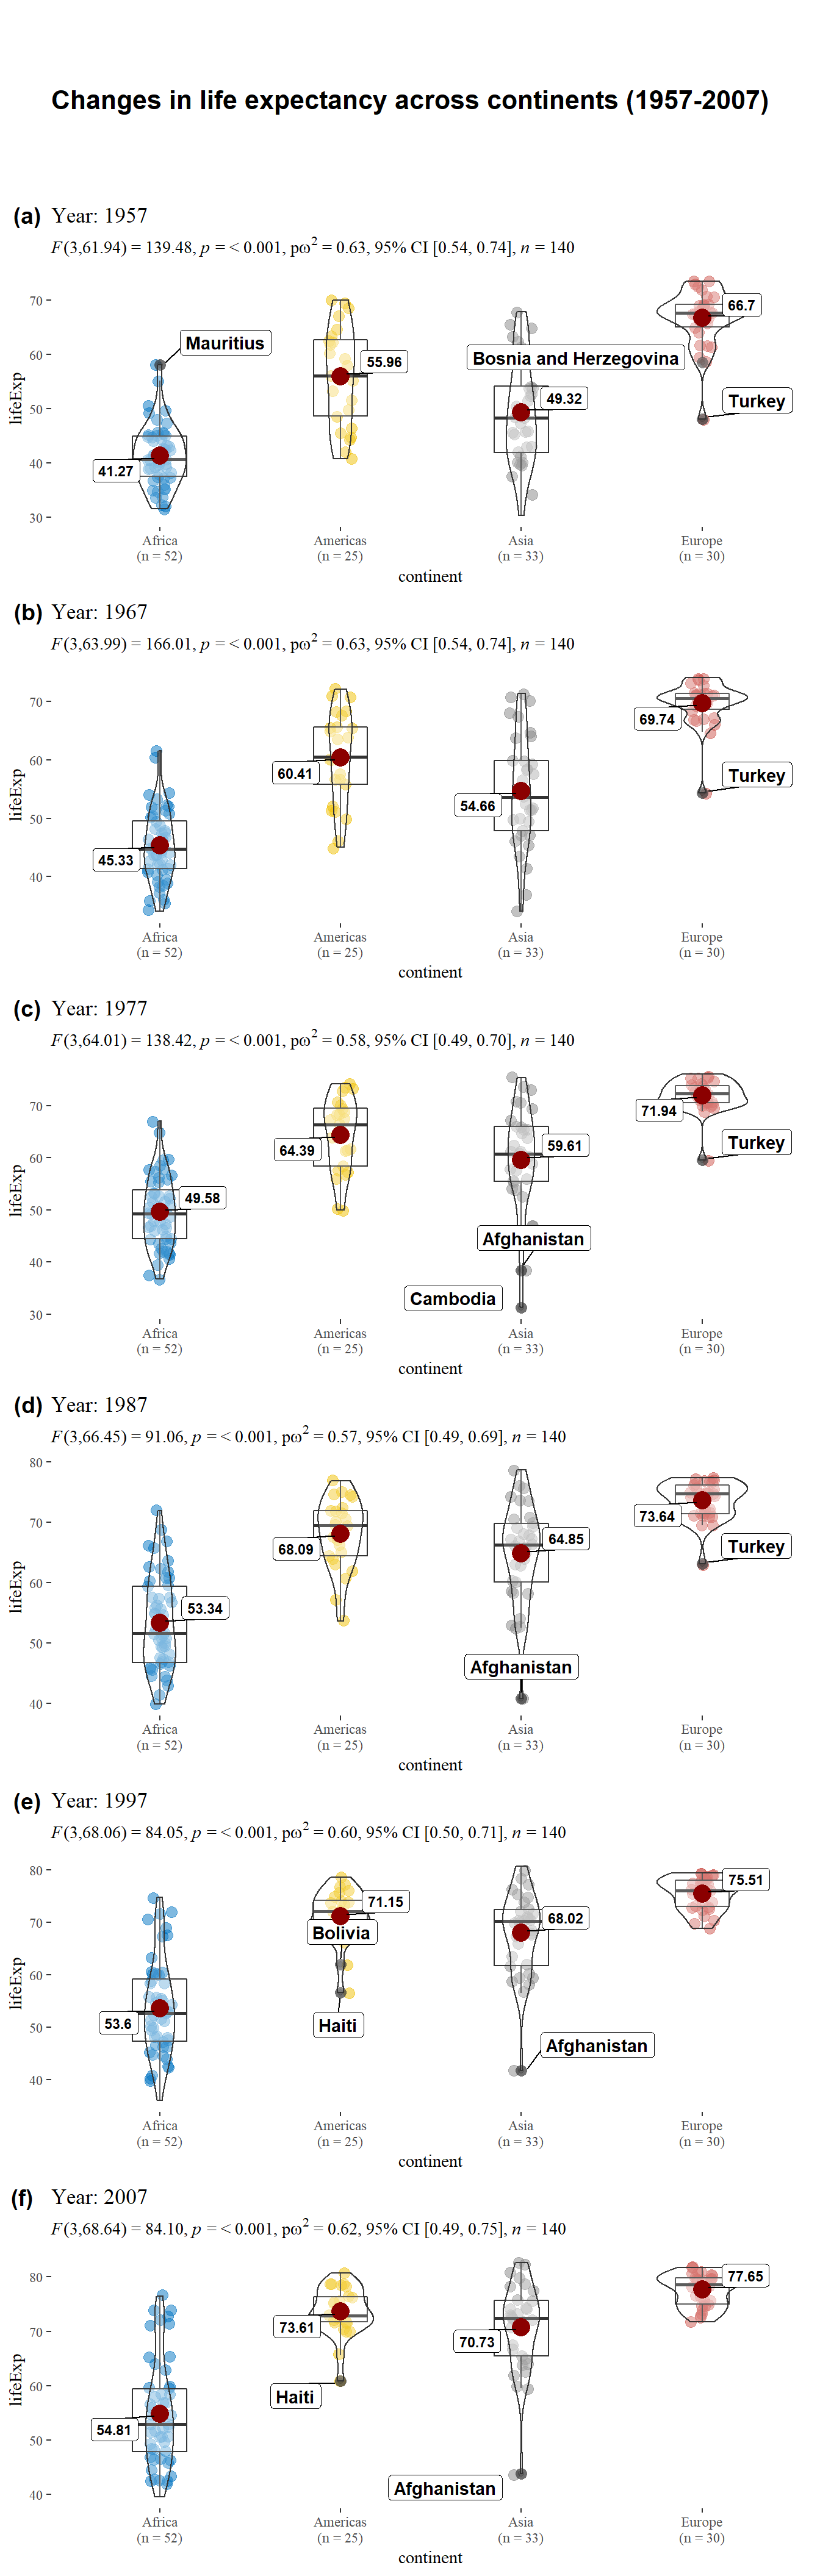 Changes in life expectancy across continents (1957-2007)
(a) Year: 1957
F(3,61.94) = 139.48, p = < 0.001, pω2 = 0.63, 95% CI [0.54, 0.74], n = 140
lifeExp
70
60
50
40
30
Mauritius
41.27
55.96
Bosnia and Herzegovina
49.32
66.7
Turkey
Africa
(n = 52)
Americas
(n = 25)
Asia
(n = 33)
Europe
(n = 30)
continent
(b) Year: 1967
F(3,63.99) = 166.01, p = < 0.001, pω2 = 0.63, 95% CI [0.54, 0.74], n = 140
lifeExp
70
60
50
40
45.33
60.41
54.66
69.74
Turkey
Africa
(n = 52)
Americas
(n = 25)
Asia
(n = 33)
Europe
(n = 30)
continent
(c) Year: 1977
F(3,64.01) = 138.42, p = < 0.001, pω2 = 0.58, 95% CI [0.49, 0.70], n = 140
lifeExp
70
60
50
40
30
49.58
64.39
59.61
Afghanistan
Cambodia
71.94
Turkey
Africa
(n = 52)
Americas
(n = 25)
Asia
(n = 33)
Europe
(n = 30)
continent
(d) Year: 1987
F(3,66.45) = 91.06, p = < 0.001, pω2 = 0.57, 95% CI [0.49, 0.69], n = 140
lifeExp
80
70
60
50
40
53.34
68.09
64.85
Afghanistan
73.64
Turkey
Africa
(n = 52)
Americas
(n = 25)
Asia
(n = 33)
Europe
(n = 30)
continent
(e) Year: 1997
F(3,68.06) = 84.05, p = < 0.001, pω2 = 0.60, 95% CI [0.50, 0.71], n = 140
lifeExp
80
70
60
50
40
53.6
71.15
Bolivia
Haiti
68.02
Afghanistan
75.51
Africa
(n = 52)
Americas
(n = 25)
Asia
(n = 33)
Europe
(n = 30)
continent
(f) Year: 2007
F(3,68.64) = 84.10, p = < 0.001, pω2 = 0.62, 95% CI [0.49, 0.75], n = 140
lifeExp
80
70
60
50
40
54.81
73.61
Haiti
70.73
Afghanistan
77.65
Africa
(n = 52)
Americas
(n = 25)
Asia
(n = 33)
Europe
(n = 30)
continent